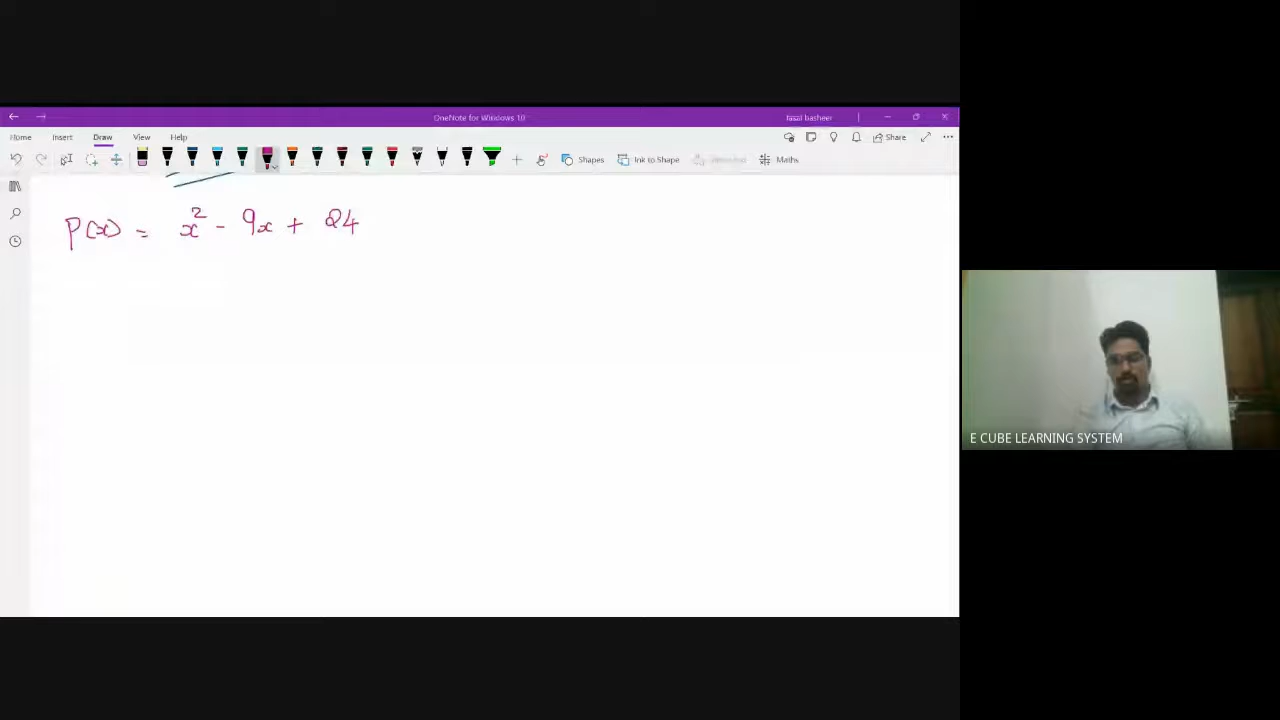 OneNote for Windows 10
faisal basheer
Home Insert Draw View Help
Share
Shapes Ink to Shape Maths
P(x) = x² - 9x + 24
E CUBE LEARNING SYSTEM